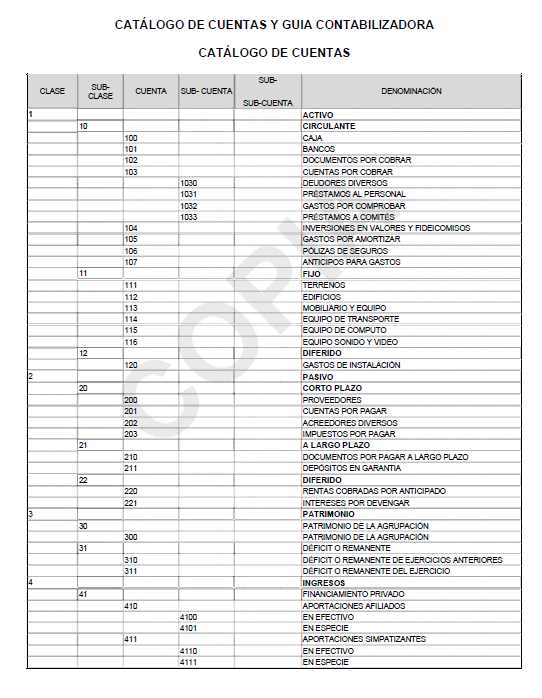 CATÁLOGO DE CUENTAS Y GUIA CONTABILIZADORA
CATÁLOGO DE CUENTAS
CLASE SUB-CLASE CUENTA SUB- CUENTA SUB-SUB-CUENTA DENOMINACIÓN
1 ACTIVO
10 CIRCULANTE
100 CAJA
101 BANCOS
102 DOCUMENTOS POR COBRAR
103 CUENTAS POR COBRAR
1030 DEUDORES DIVERSOS
1031 PRÉSTAMOS AL PERSONAL
1032 GASTOS POR COMPROBAR
1033 PRÉSTAMOS A COMITÉS
104 INVERSIONES EN VALORES Y FIDEICOMISOS
105 GASTOS POR AMORTIZAR
106 PÓLIZAS DE SEGUROS
107 ANTICIPOS PARA GASTOS
11 FIJO
111 TERRENOS
112 EDIFICIOS
113 MOBILIARIO Y EQUIPO
114 EQUIPO DE TRANSPORTE
115 EQUIPO DE COMPUTO
116 EQUIPO SONIDO Y VIDEO
12 DIFERIDO
120 GASTOS DE INSTALACIÓN
2 PASIVO
20 CORTO PLAZO
200 PROVEEDORES
201 CUENTAS POR PAGAR
202 ACREEDORES DIVERSOS
203 IMPUESTOS POR PAGAR
21 A LARGO PLAZO
210 DOCUMENTOS POR PAGAR A LARGO PLAZO
211 DEPÓSITOS EN GARANTIA
22 DIFERIDO
220 RENTAS COBRADAS POR ANTICIPADO
221 INTERESES POR DEVENGAR
3 PATRIMONIO
30 PATRIMONIO DE LA AGRUPACIÓN
300 PATRIMONIO DE LA AGRUPACIÓN
31 DÉFICIT O REMANENTE
310 DÉFICIT O REMANENTE DE EJERCICIOS ANTERIORES
311 DÉFICIT O REMANENTE DEL EJERCICIO
4 INGRESOS
41 FINANCIAMIENTO PRIVADO
410 APORTACIONES AFILIADOS
4100 EN EFECTIVO
4101 EN ESPECIE
411 APORTACIONES SIMPATIZANTES
4110 EN EFECTIVO
4111 EN ESPECIE
COPIA